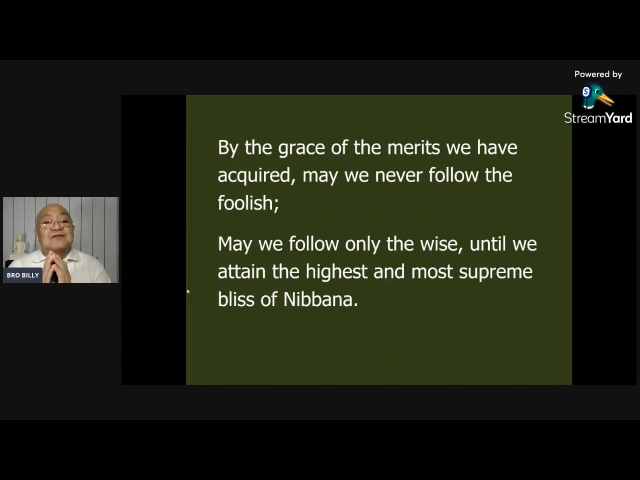 Powered by
S
StreamYard
By the grace of the merits we have
acquired, may we never follow the
foolish;
May we follow only the wise, until we
attain the highest and most supreme
bliss of Nibbana.
BRO BILLY